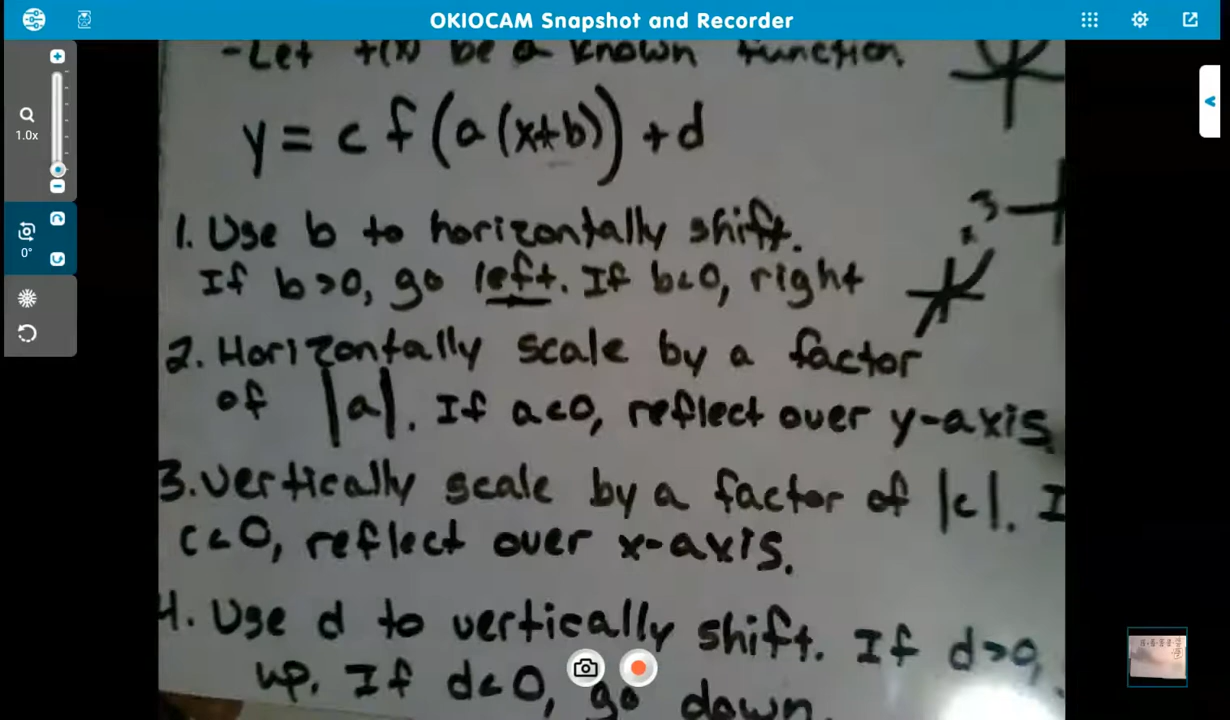 OKIOCAM Snapshot and Recorder
1.0x
0°
-Let f(x) be a known function.
y = c f(a(x+b)) + d
1. Use b to horizontally shift.
If b>0, go left. If b<0, right
2. Horizontally scale by a factor
of |a|. If a<0, reflect over y-axis.
3. Vertically scale by a factor of |c|. I
c<0, reflect over x-axis.
4. Use d to vertically shift. If d>0,
up. If d<0, go down.